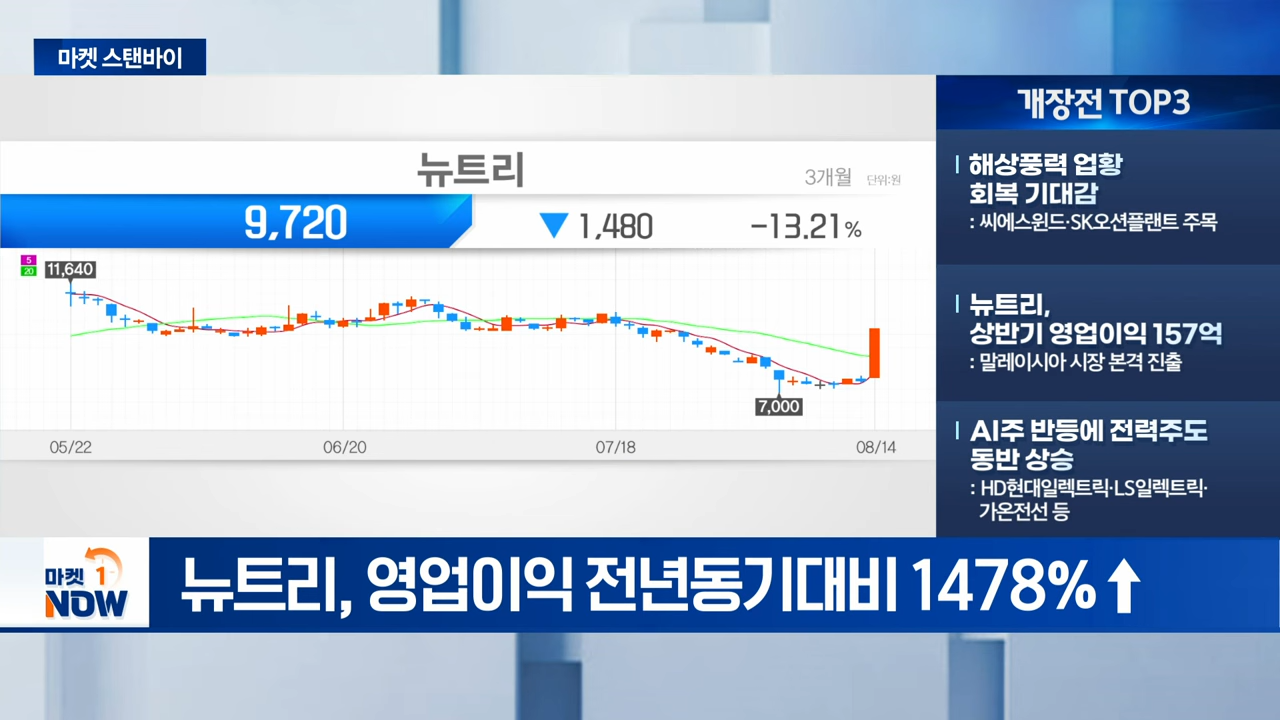 마켓 스탠바이
뉴트리
3개월 단위:원
9,720 ▼ 1,480 -13.21%
5
20
11,640
7,000
05/22 06/20 07/18 08/14
개장전 TOP3
해상풍력 업황
회복 기대감
: 씨에스윈드·SK오션플랜트 주목
뉴트리,
상반기 영업이익 157억
: 말레이시아 시장 본격 진출
AI주 반등에 전력주도
동반 상승
: HD현대일렉트릭·LS일렉트릭·
가온전선 등
마켓 1
NOW
뉴트리, 영업이익 전년동기대비 1478%↑